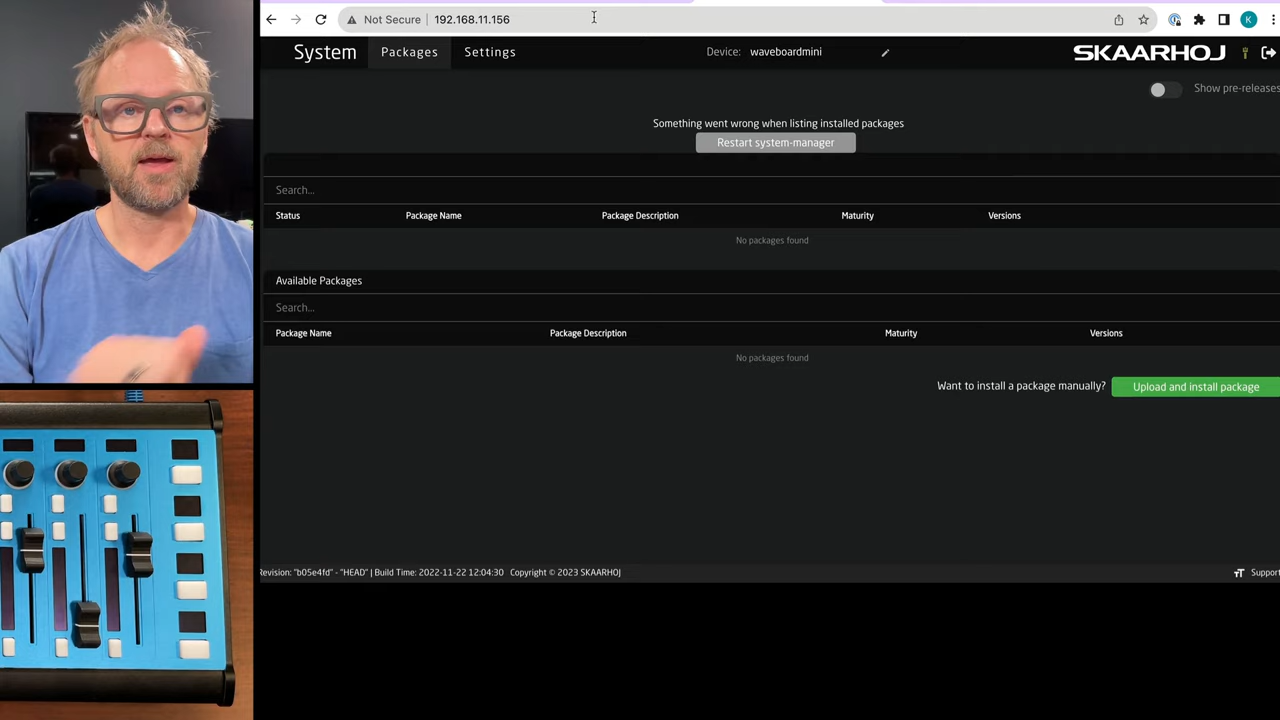 Not Secure 192.168.11.156
K
System Packages Settings Device: waveboardmini SKAARHOJ
Show pre-releases
Something went wrong when listing installed packages
Restart system-manager
Search...
Status Package Name Package Description Maturity Versions
No packages found
Available Packages
Search...
Package Name Package Description Maturity Versions
No packages found
Want to install a package manually? Upload and install package
Revision: "b05e4fd" - "HEAD" | Build Time: 2022-11-22 12:04:30 Copyright © 2023 SKAARHOJ
Support